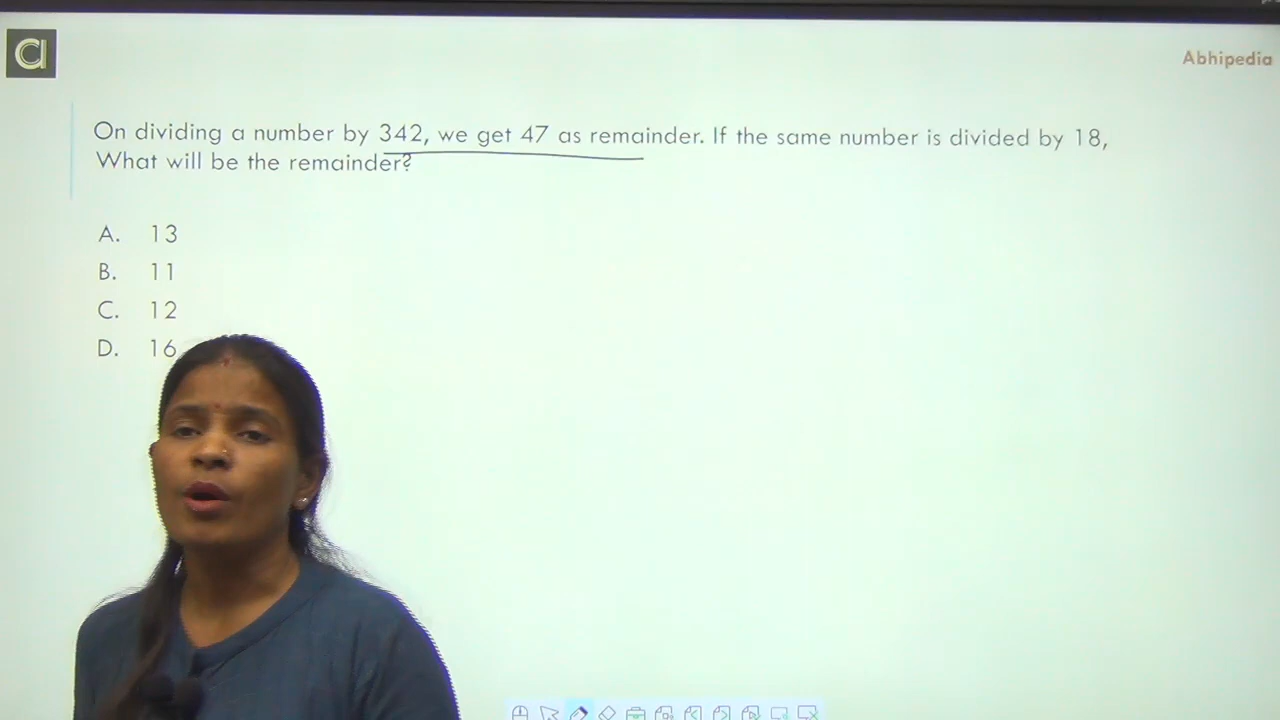 Abhipedia
On dividing a number by 342, we get 47 as remainder. If the same number is divided by 18,
What will be the remainder?
A. 13
B. 11
C. 12
D. 16